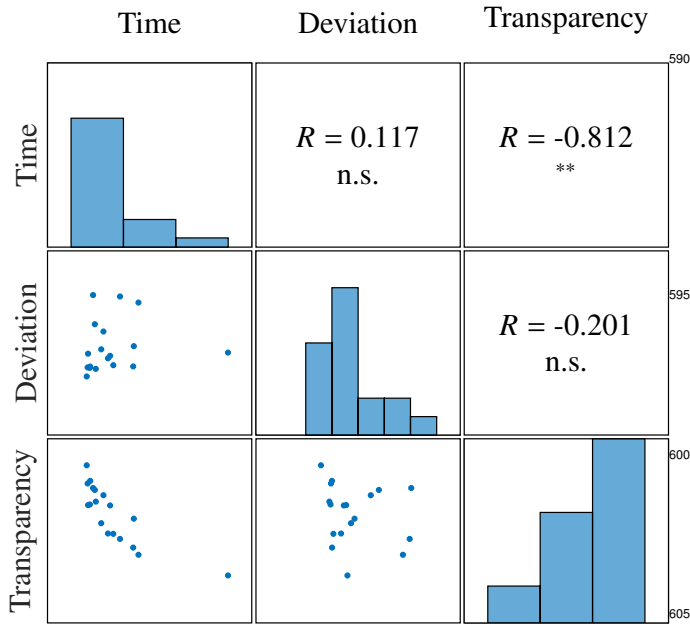 Time Deviation Transparency
590
Time
R = 0.117
n.s.
R = -0.812
**
595
Deviation
R = -0.201
n.s.
600
Transparency
605